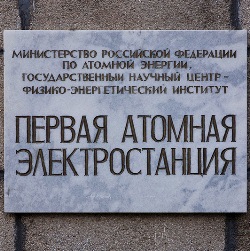 МИНИСТЕРСТВО РОССИЙСКОЙ ФЕДЕРАЦИИ
ПО АТОМНОЙ ЭНЕРГИИ.
ГОСУДАРСТВЕННЫЙ НАУЧНЫЙ ЦЕНТР -
ФИЗИКО-ЭНЕРГЕТИЧЕСКИЙ ИНСТИТУТ
ПЕРВАЯ АТОМНАЯ
ЭЛЕКТРОСТАНЦИЯ